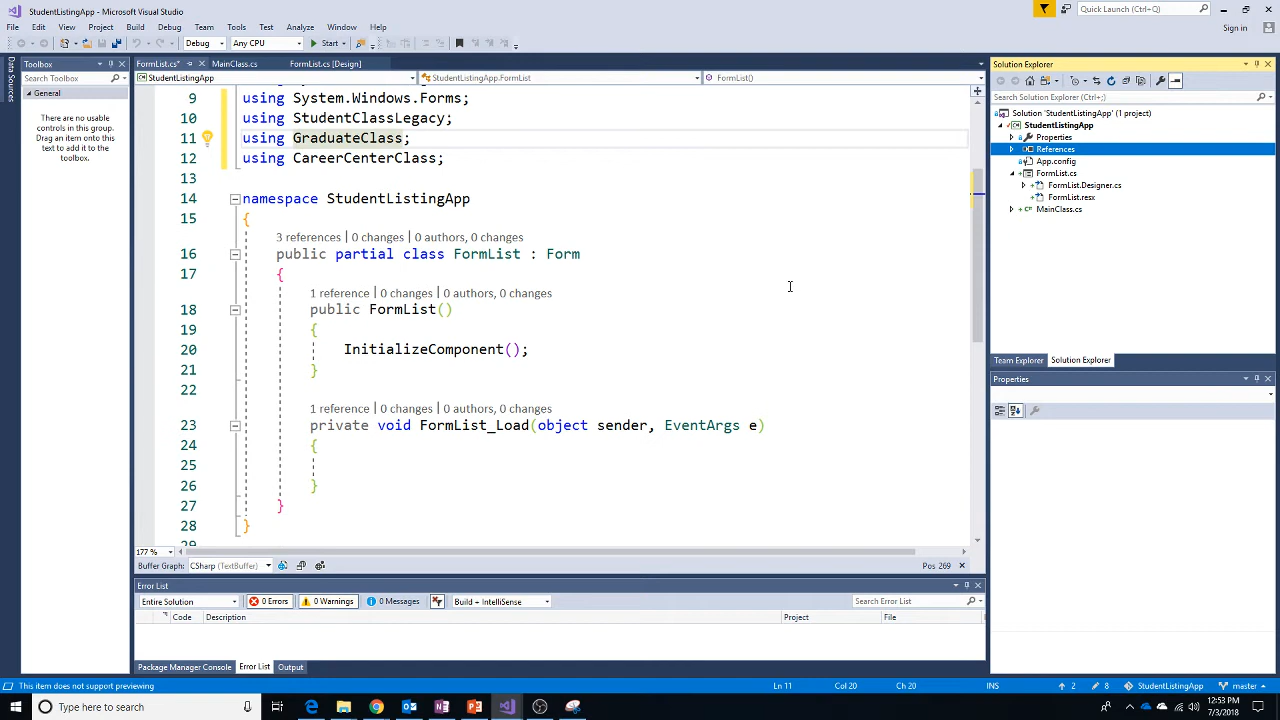 StudentListingApp - Microsoft Visual Studio
Quick Launch (Ctrl+Q)
File Edit View Project Build Debug Team Tools Test Analyze Window Help
Sign in
Debug Any CPU Start
Data Sources
Toolbox
Search Toolbox
General
There are no usable
controls in this group.
Drag an item onto this
text to add it to the
toolbox.
FormList.cs* MainClass.cs FormList.cs [Design]
StudentListingApp StudentListingApp.FormList FormList()
9 using System.Windows.Forms;
10 using StudentClassLegacy;
11 using GraduateClass;
12 using CareerCenterClass;
13
14 namespace StudentListingApp
15 {
3 references | 0 changes | 0 authors, 0 changes
16 public partial class FormList : Form
17 {
1 reference | 0 changes | 0 authors, 0 changes
18 public FormList()
19 {
20 InitializeComponent();
21 }
22
1 reference | 0 changes | 0 authors, 0 changes
23 private void FormList_Load(object sender, EventArgs e)
24 {
25
26 }
27 }
28 }
29
177 %
Buffer Graph: CSharp (TextBuffer) Pos 269
Error List
Entire Solution 0 Errors 0 Warnings 0 Messages Build + IntelliSense Search Error List
Code Description Project File
Package Manager Console Error List Output
Solution Explorer
Search Solution Explorer (Ctrl+;)
Solution 'StudentListingApp' (1 project)
StudentListingApp
Properties
References
App.config
FormList.cs
FormList.Designer.cs
FormList.resx
MainClass.cs
Team Explorer Solution Explorer
Properties
This item does not support previewing Ln 11 Col 20 Ch 20 INS 2 8 StudentListingApp master
Type here to search
12:53 PM
7/3/2018